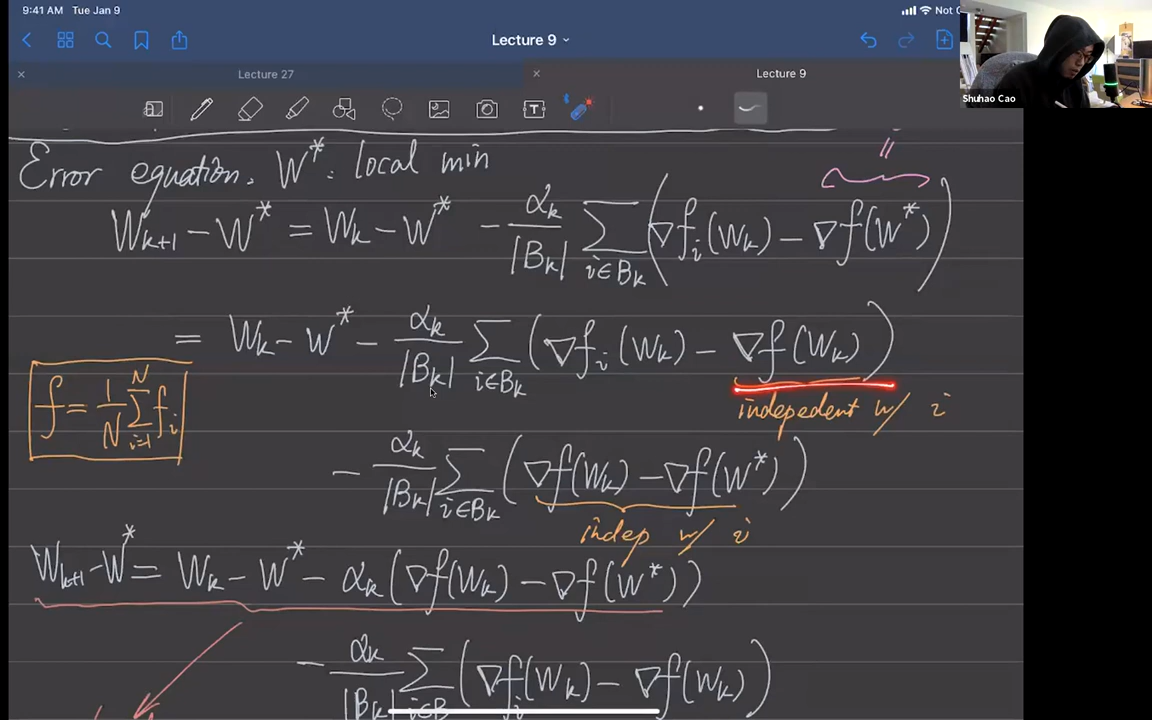 9:41 AM Tue Jan 9
Not
Lecture 9
Lecture 27
Lecture 9
Shuhao Cao
Error equation. W*: local min
W_{k+1} - W* = W_k - W* - α_k/|B_k| Σ_{i∈B_k} (∇f_i(W_k) - ∇f(W*))
= W_k - W* - α_k/|B_k| Σ_{i∈B_k} (∇f_i(W_k) - ∇f(W_k))
f = 1/N Σ_{i=1}^N f_i
indepedent w/ i
- α_k/|B_k| Σ_{i∈B_k} (∇f(W_k) - ∇f(W*))
indep w/ i
W_{k+1} - W* = W_k - W* - α_k(∇f(W_k) - ∇f(W*))
- α_k/|B_k| Σ_{i∈B} (∇f_i(W_k) - ∇f(W_k))